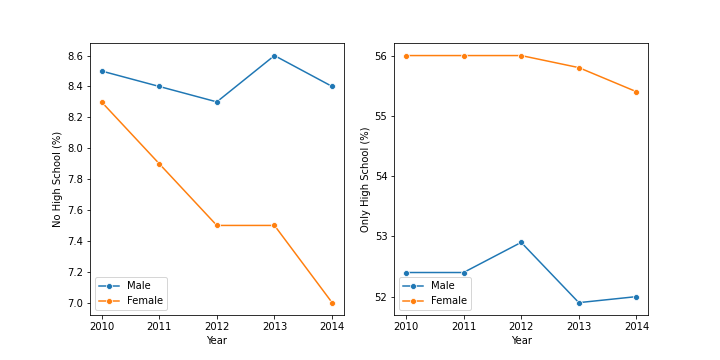 No High School (%)
8.6
8.4
8.2
8.0
7.8
7.6
7.4
7.2
7.0
Male
Female
2010 2011 2012 2013 2014
Year
Only High School (%)
56
55
54
53
52
Male
Female
2010 2011 2012 2013 2014
Year